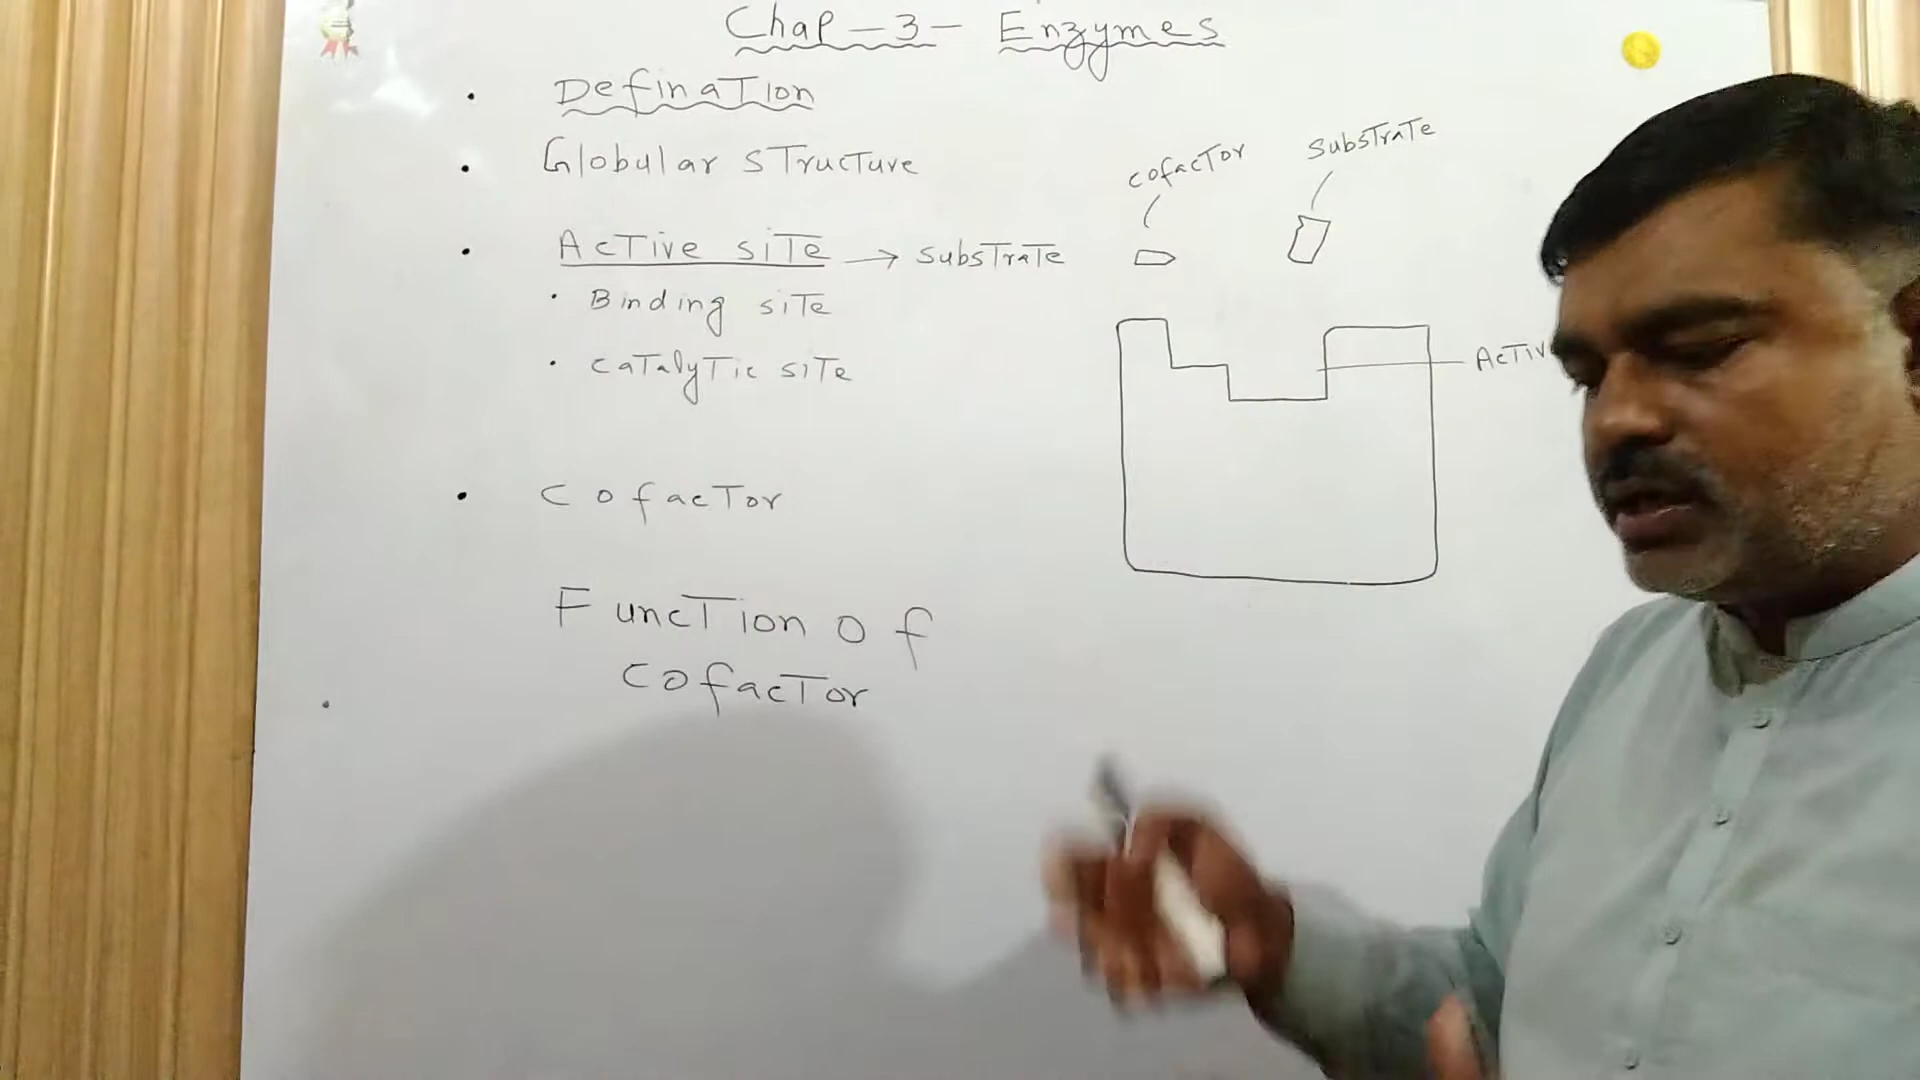 Chap - 3 - Enzymes
Defination
Globular structure
Active site → substrate
Binding site
catalytic site
cofactor
Function of
cofactor
cofactor
substrate